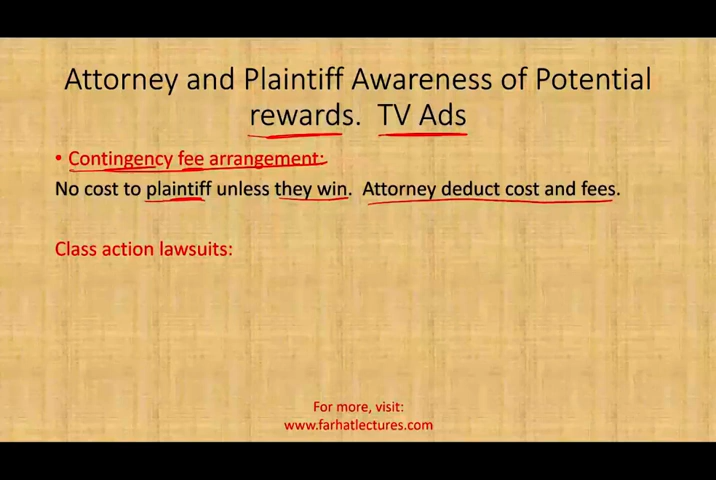 Attorney and Plaintiff Awareness of Potential
rewards. TV Ads
• Contingency fee arrangement:
No cost to plaintiff unless they win. Attorney deduct cost and fees.
Class action lawsuits:
For more, visit:
www.farhatlectures.com